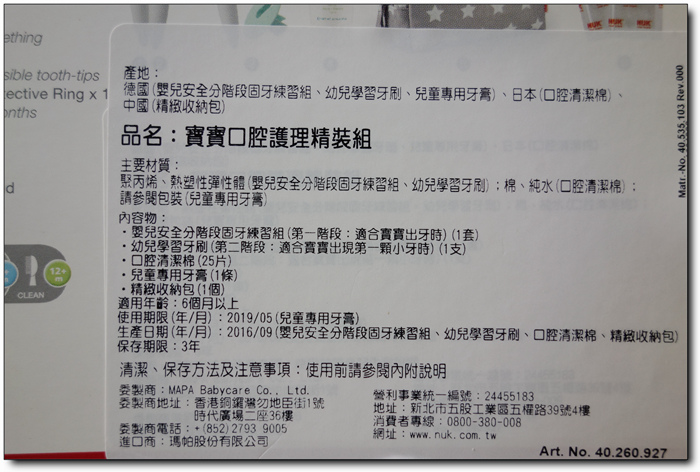 ething
sible tooth-tips
tective Ring x 1
onths
d
12+
m
CLEAN
NUK
NUK
產地：
德國(嬰兒安全分階段固牙練習組、幼兒學習牙刷、兒童專用牙膏)、日本(口腔清潔棉)、
中國(精緻收納包)
品名：寶寶口腔護理精裝組
主要材質：
聚丙烯、熱塑性彈性體(嬰兒安全分階段固牙練習組、幼兒學習牙刷)；棉、純水(口腔清潔棉)；
請參閱包裝(兒童專用牙膏)
內容物：
・嬰兒安全分階段固牙練習組(第一階段：適合寶寶出牙時)(1套)
・幼兒學習牙刷(第二階段：適合寶寶出現第一顆小牙時)(1支)
・口腔清潔棉(25片)
・兒童專用牙膏(1條)
・精緻收納包(1個)
適用年齡：6個月以上
使用期限(年/月)：2019/05(兒童專用牙膏)
生產日期(年/月)：2016/09(嬰兒安全分階段固牙練習組、幼兒學習牙刷、口腔清潔棉、精緻收納包)
保存期限：3年
清潔、保存方法及注意事項：使用前請參閱內附說明
委製商：MAPA Babycare Co., Ltd.
委製商地址：香港銅鑼灣勿地臣街1號
時代廣場二座36樓
委製商電話：+(852)2793 9005
進口商：瑪帕股份有限公司
營利事業統一編號：24455183
地址：新北市五股工業區五權路39號4樓
消費者專線：0800-380-008
網址：www.nuk.com.tw
Art. No. 40.260.927
Matr.-No. 40.535.103 Rev.000